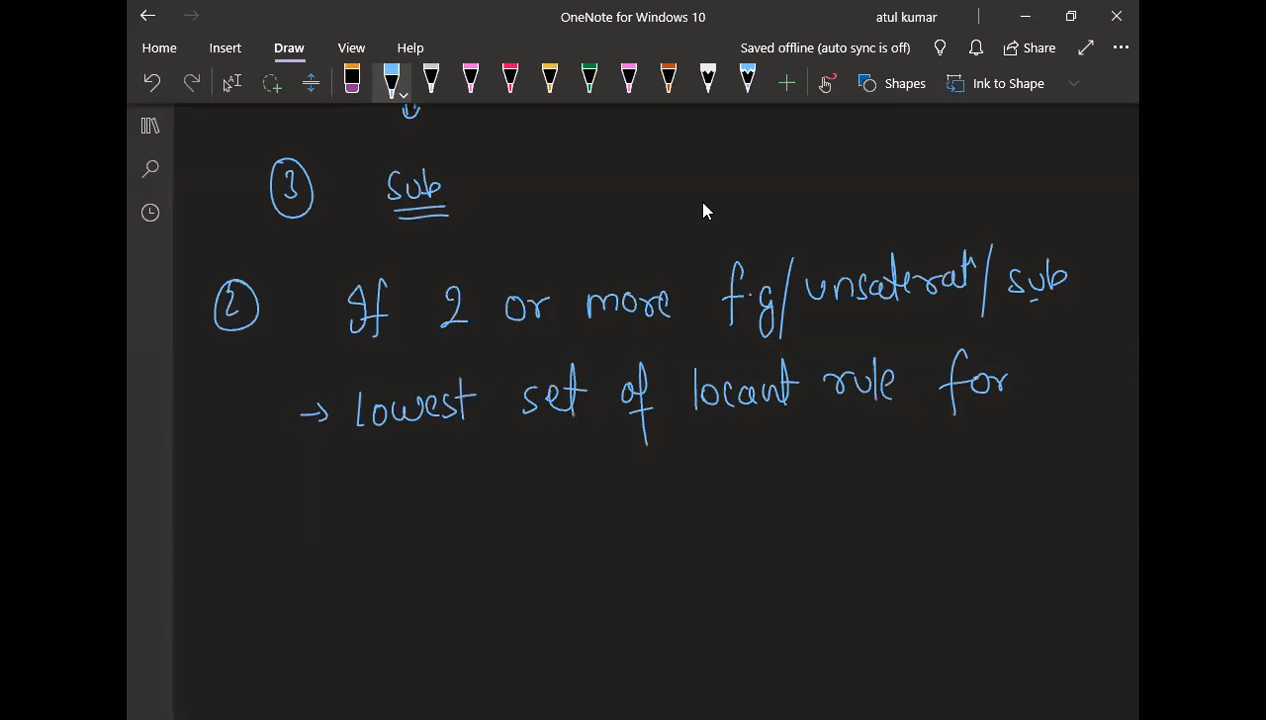 OneNote for Windows 10
atul kumar
Home Insert Draw View Help
Saved offline (auto sync is off)
Share
Shapes
Ink to Shape
3 Sub
2 If 2 or more f.g/unsaterat^n/sub
→ Lowest set of locant rule for